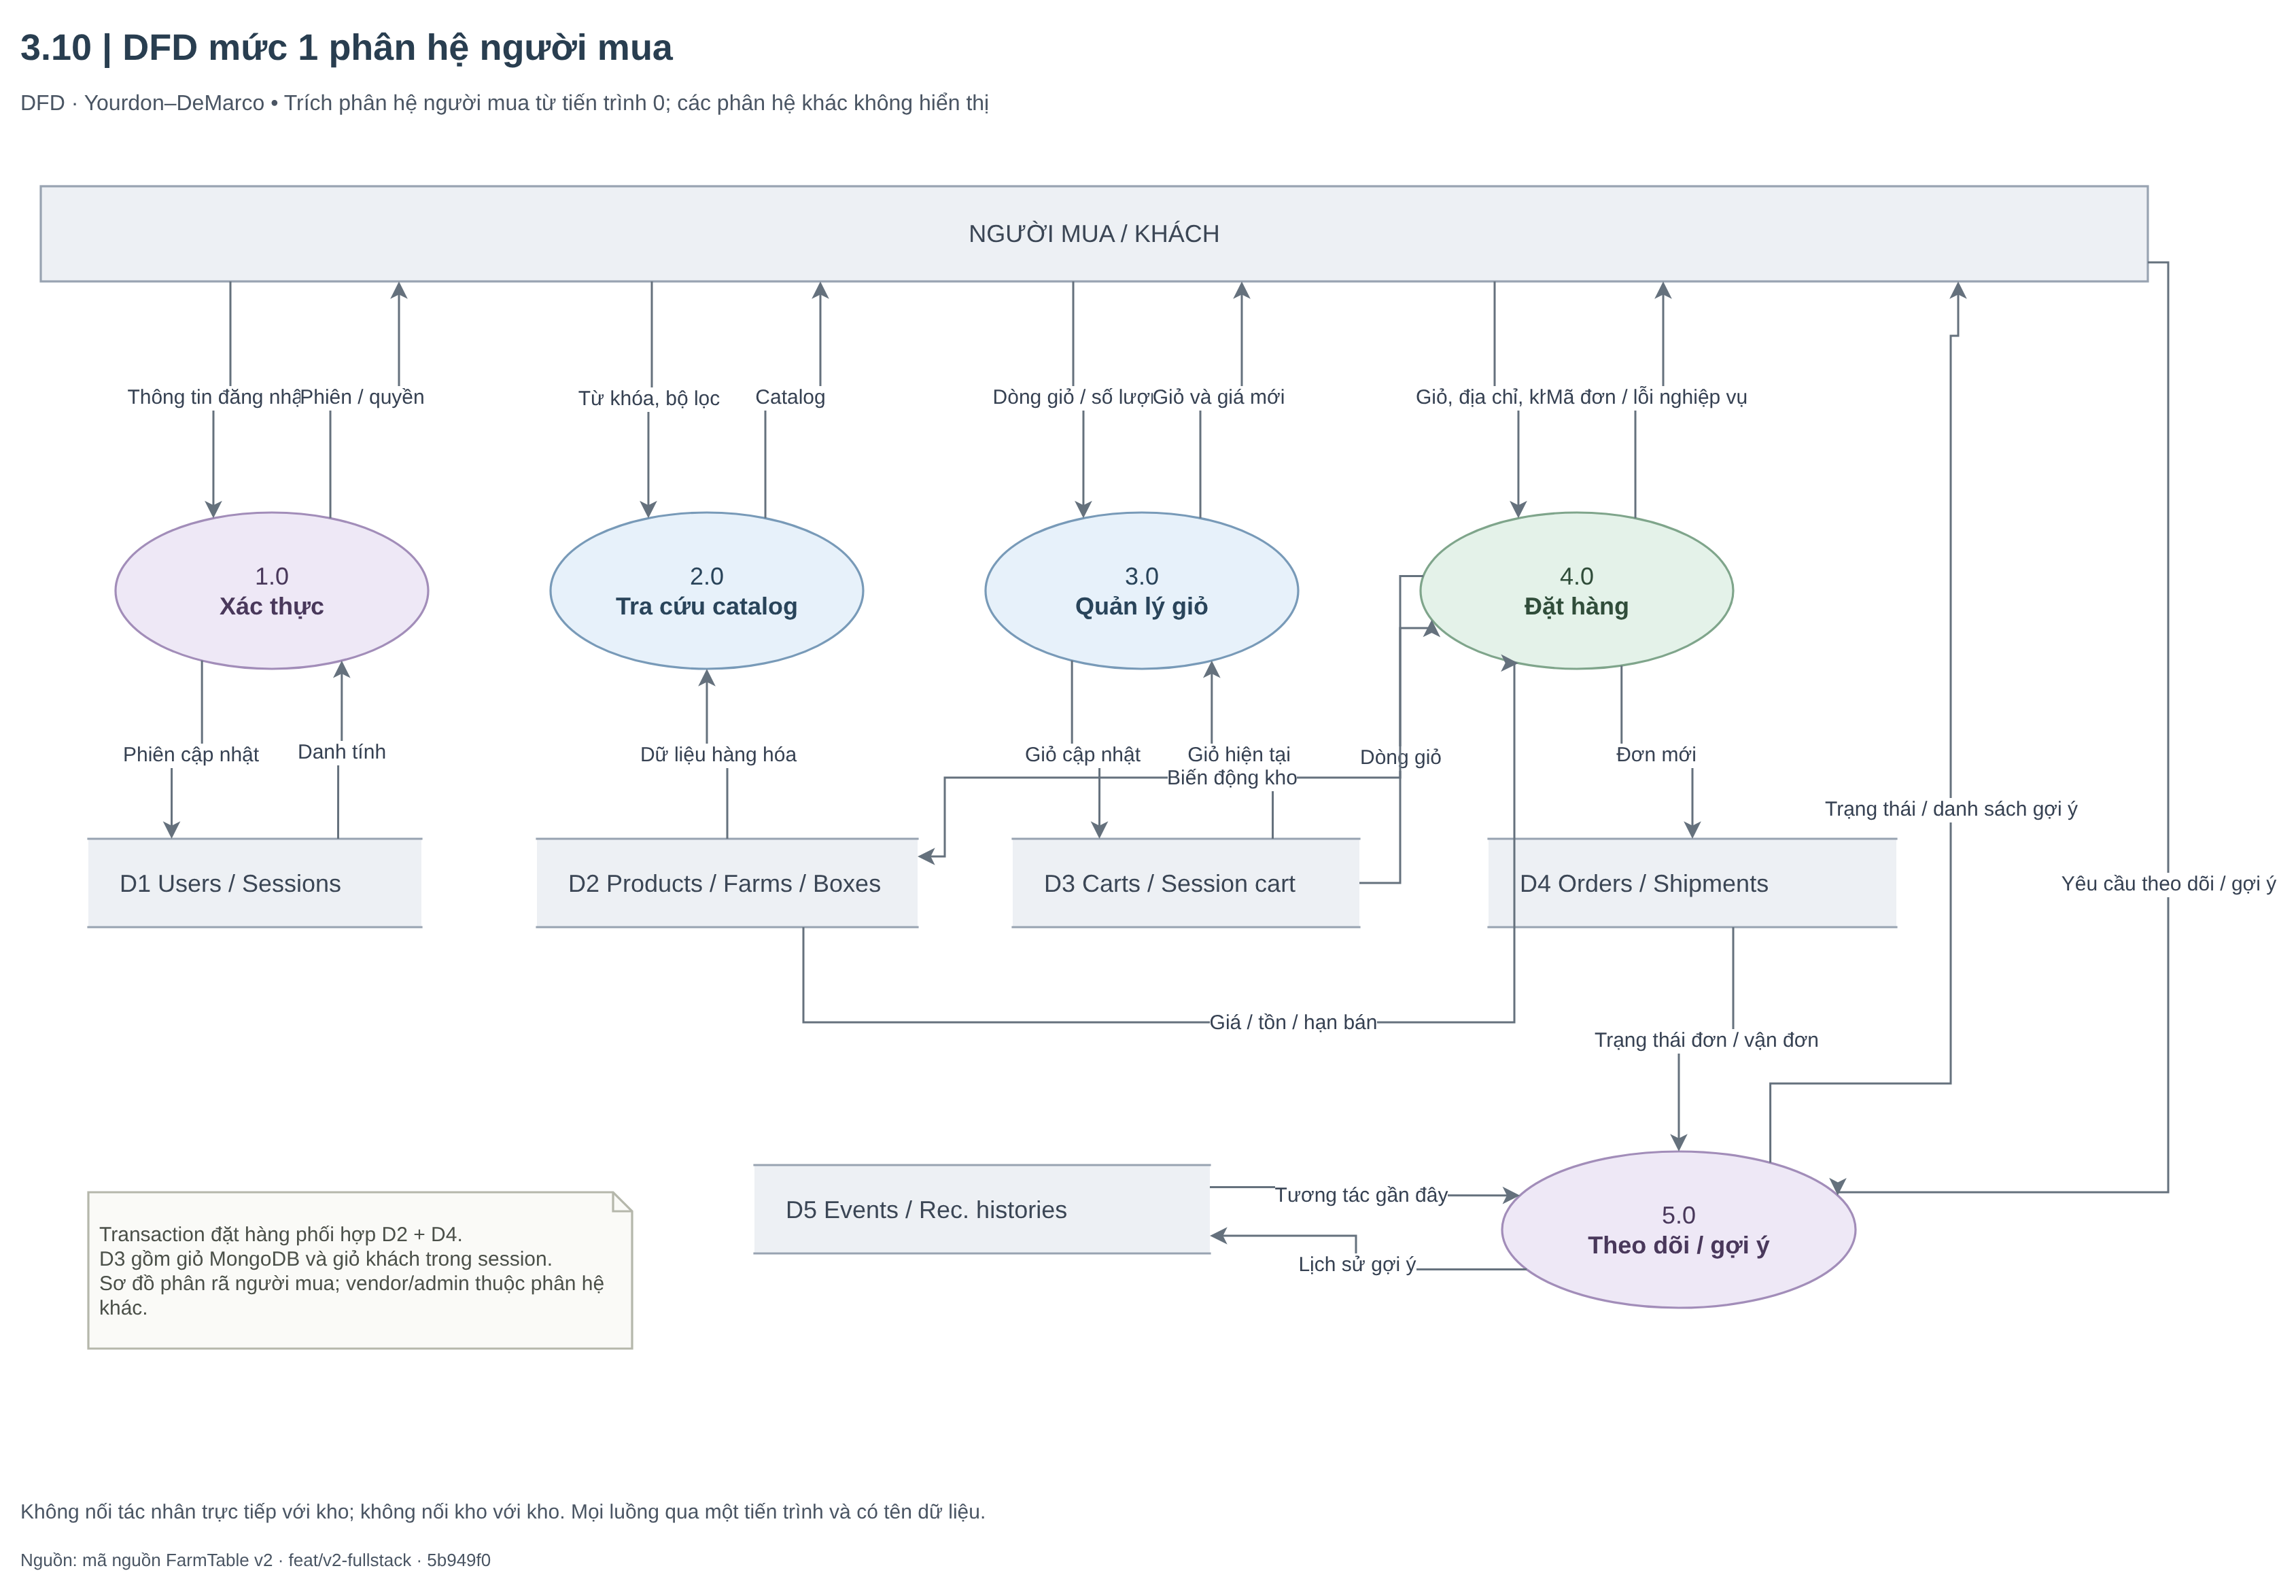 3.10 | DFD mức 1 phân hệ người mua
DFD · Yourdon–DeMarco • Trích phân hệ người mua từ tiến trình 0; các phân hệ khác không hiển thị
NGƯỜI MUA / KHÁCH
Thông tin đăng
Phiên / quyền
Từ khóa, bộ lọc
Catalog
Dòng giỏ / số
Giỏ và giá mới
Giỏ, địa chỉ,
Mã đơn / lỗi nghiệp vụ
1.0
Xác thực
2.0
Tra cứu catalog
3.0
Quản lý giỏ
4.0
Đặt hàng
Phiên cập nhật
Danh tính
Dữ liệu hàng hóa
Giỏ cập nhật
Giỏ hiện tại
Dòng giỏ
Đơn mới
Biến động kho
Trạng thái / danh sách gợi ý
D1 Users / Sessions
D2 Products / Farms / Boxes
D3 Carts / Session cart
D4 Orders / Shipments
Yêu cầu theo dõi / gợi ý
Giá / tồn / hạn bán
Trạng thái đơn / vận đơn
D5 Events / Rec. histories
Tương tác gần đây
Lịch sử gợi ý
5.0
Theo dõi / gợi ý
Transaction đặt hàng phối hợp D2 + D4.
D3 gồm giỏ MongoDB và giỏ khách trong session.
Sơ đồ phân rã người mua; vendor/admin thuộc phân hệ
khác.
Không nối tác nhân trực tiếp với kho; không nối kho với kho. Mọi luồng qua một tiến trình và có tên dữ liệu.
Nguồn: mã nguồn FarmTable v2 · feat/v2-fullstack · 5b949f0